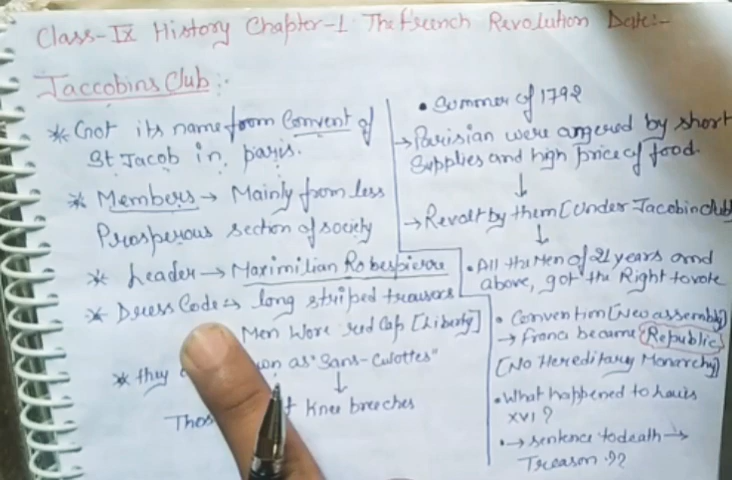 Class-IX History Chapter-1 The French Revolution Date:-
Jaccobins Club:-
* Got its name from Convent of
St Jacob in paris.
* Members → Mainly from less
Prosperous section of society
* Leader → Maximilian Robespierre
* Dress Code → long striped trousers
Men Wore red Cap [Liberty]
* they as "Sans-Culottes"
↓
Knee breeches
• Summer of 1792
→ Parisian were angered by short
Supplies and high price of food.
↓
→ Revolt by them [Under Jacobin club]
↓
• All the Men of 21 years and
above, got the Right to vote
• Convention [New assembly]
→ France became Republic
[No Hereditary Monarchy]
• What happened to Louis
XVI?
• → sentence to death →
Treason.